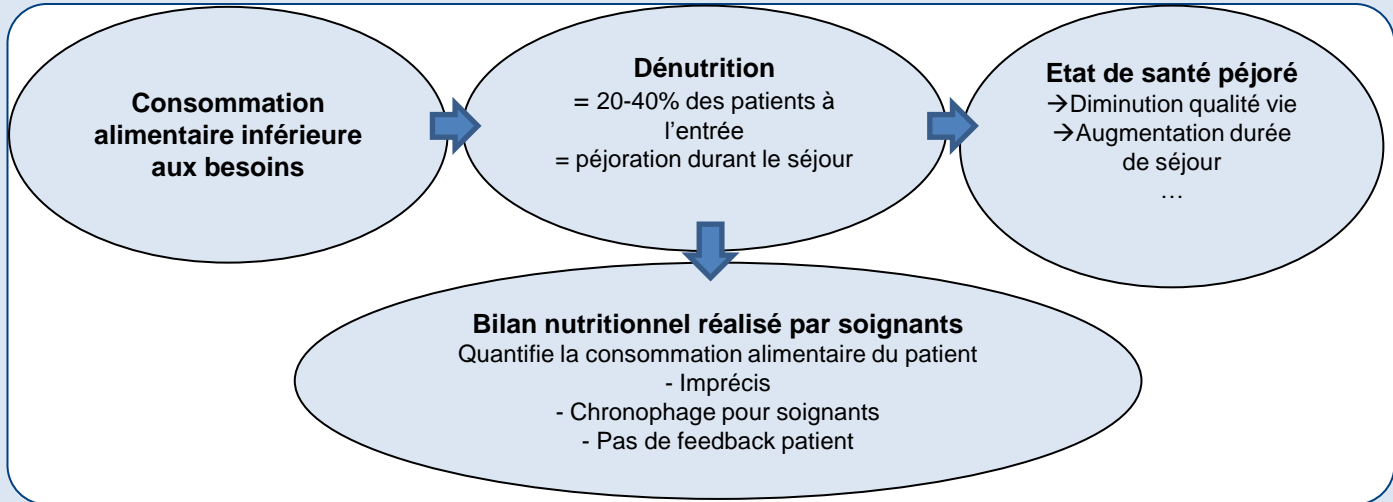 Consommation
alimentaire inférieure
aux besoins
Dénutrition
= 20-40% des patients à
l'entrée
= péjoration durant le séjour
Etat de santé péjoré
→Diminution qualité vie
→Augmentation durée
de séjour
…
Bilan nutritionnel réalisé par soignants
Quantifie la consommation alimentaire du patient
- Imprécis
- Chronophage pour soignants
- Pas de feedback patient